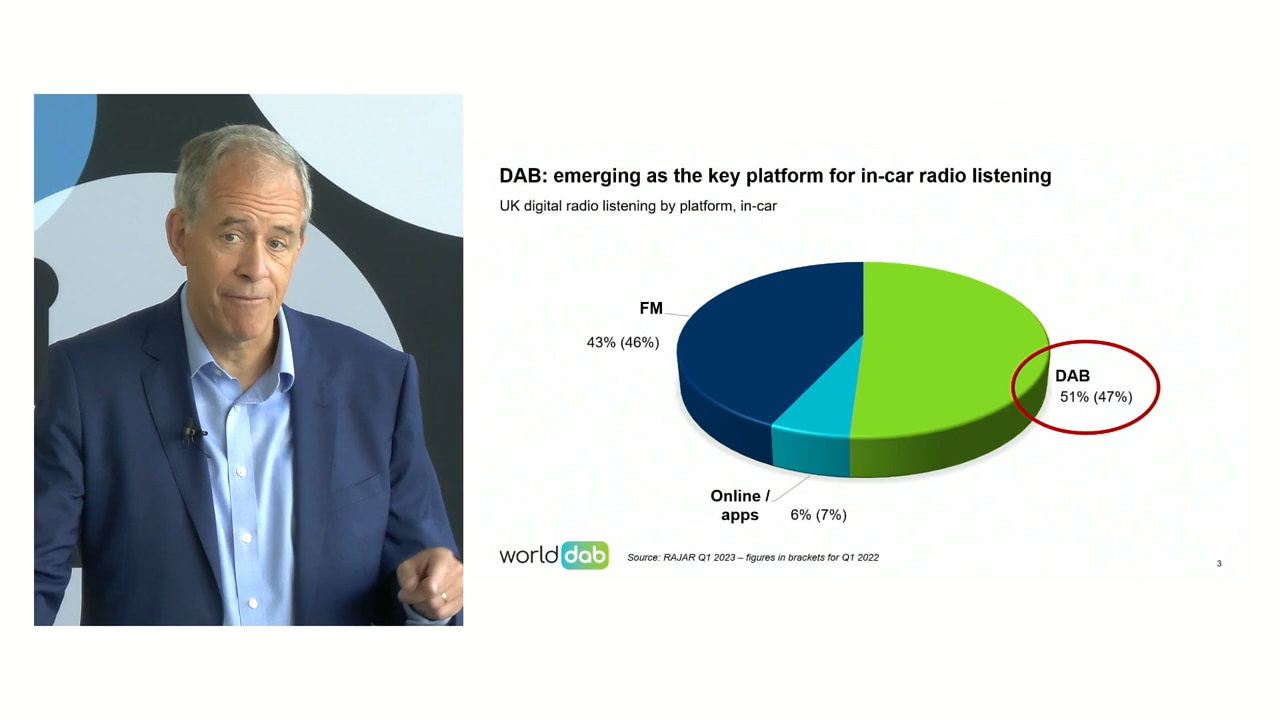 DAB: emerging as the key platform for in-car radio listening
UK digital radio listening by platform, in-car
FM
43% (46%)
DAB
51% (47%)
Online /
apps
6% (7%)
world dab
Source: RAJAR Q1 2023 – figures in brackets for Q1 2022
3